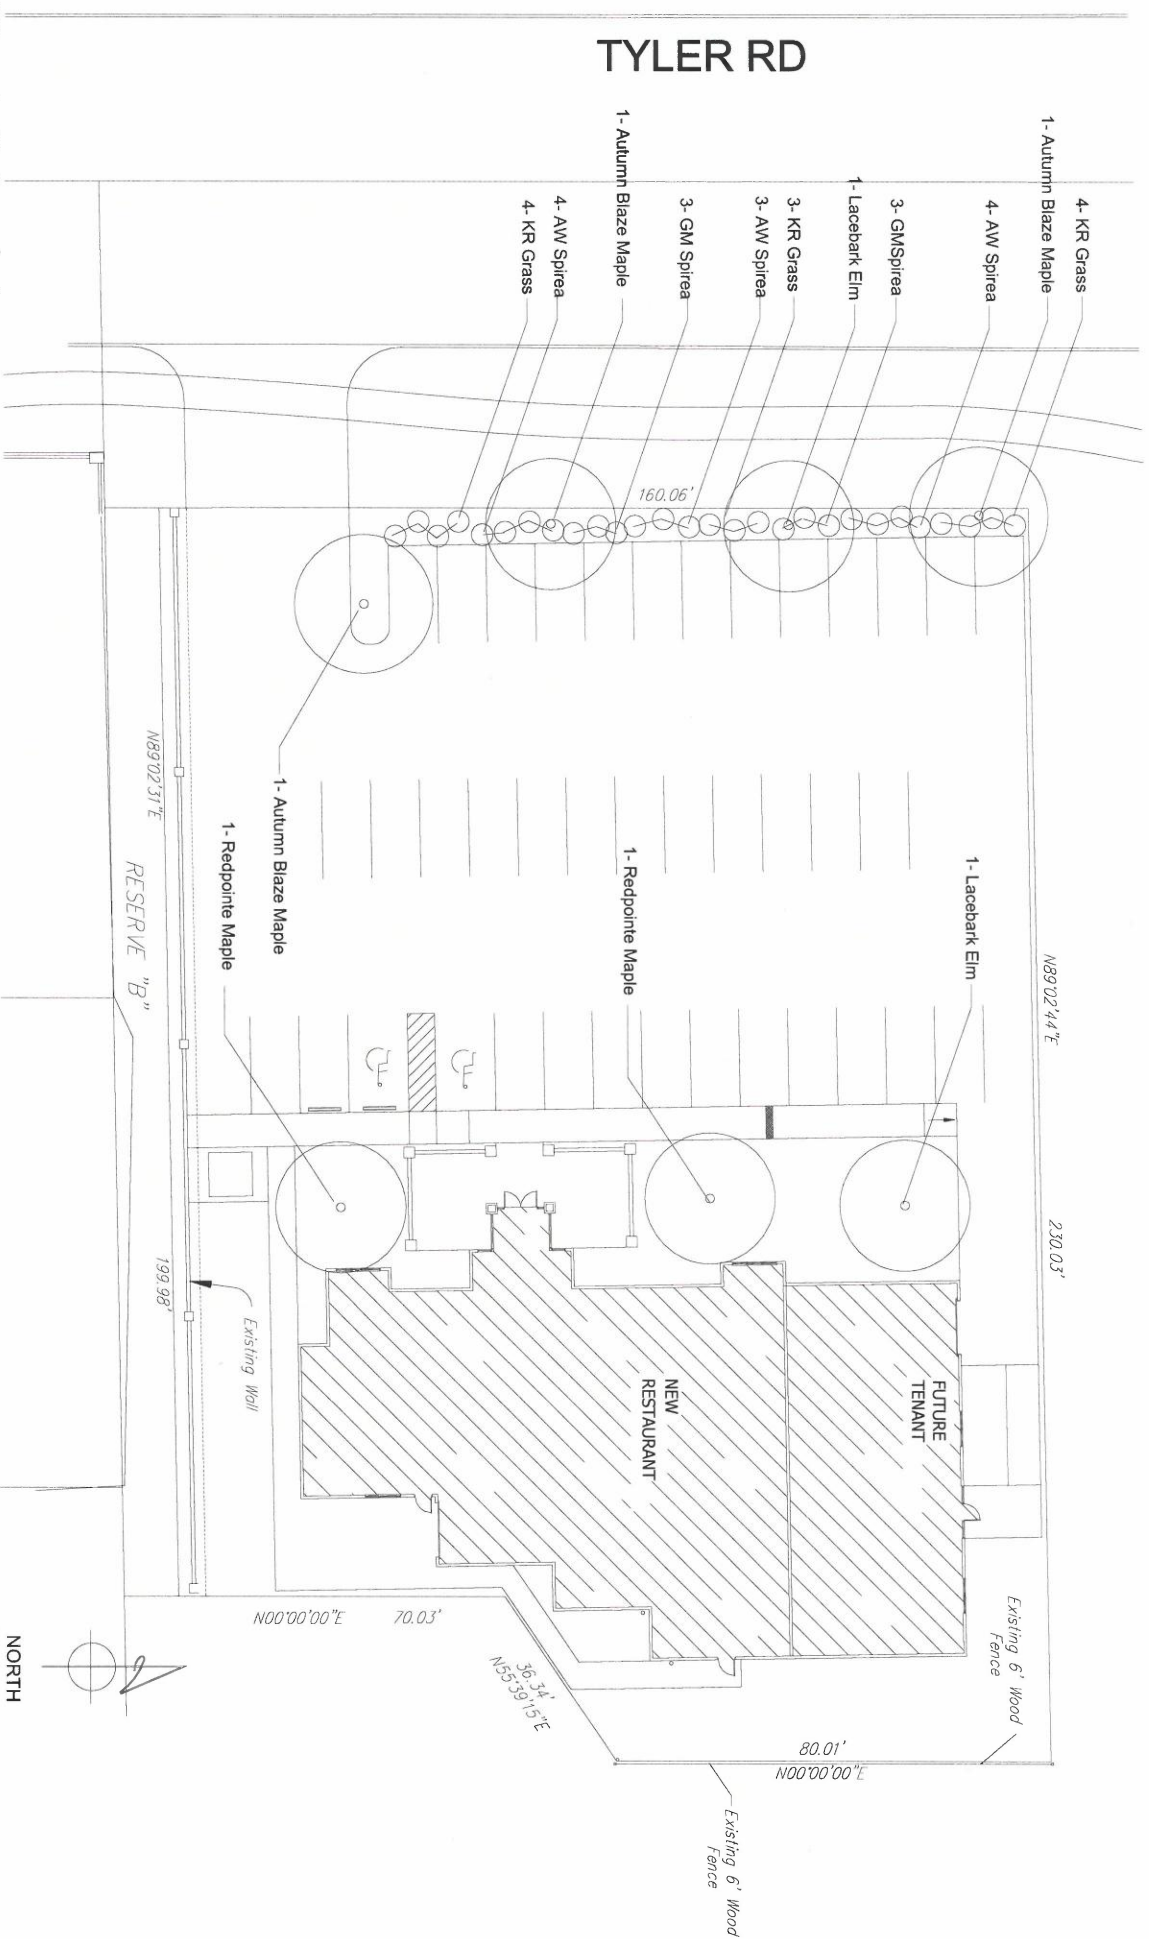 TYLER RD
4- KR Grass
1- Autumn Blaze Maple
4- AW Spirea
3- GMSpirea
1- Lacebark Elm
3- KR Grass
3- AW Spirea
3- GM Spirea
1- Autumn Blaze Maple
4- AW Spirea
4- KR Grass
160.06'
1- Autumn Blaze Maple
1- Redpointe Maple
1- Redpointe Maple
1- Lacebark Elm
N89°02'31"E
RESERVE "B"
N89°02'44"E
230.03'
199.98'
Existing Wall
NEW
RESTAURANT
FUTURE
TENANT
N00°00'00"E
70.03'
36.34'
N55°39'15"E
Existing 6' Wood
Fence
80.01'
N00°00'00"E
Existing 6' Wood
Fence
NORTH